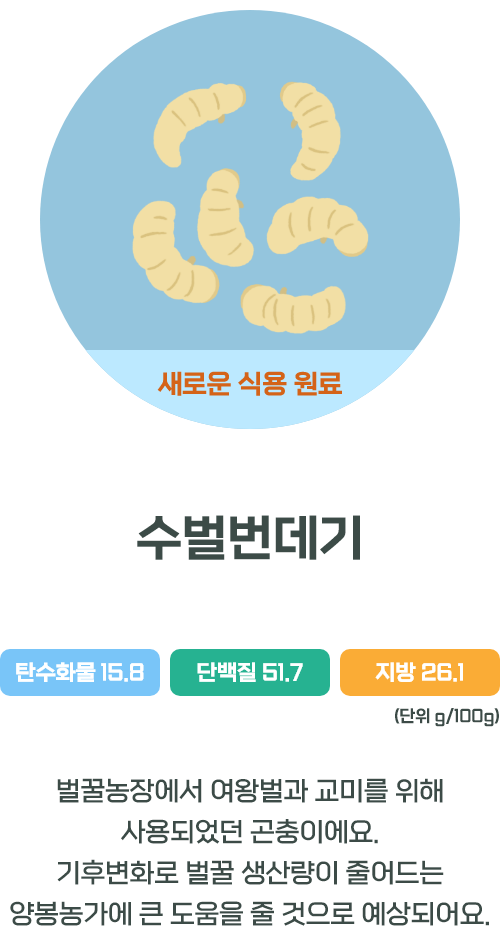 새로운 식용 원료
수벌번데기
탄수화물 15.8 단백질 51.7 지방 26.1
(단위 g/100g)
벌꿀농장에서 여왕벌과 교미를 위해
사용되었던 곤충이에요.
기후변화로 벌꿀 생산량이 줄어드는
양봉농가에 큰 도움을 줄 것으로 예상되어요.